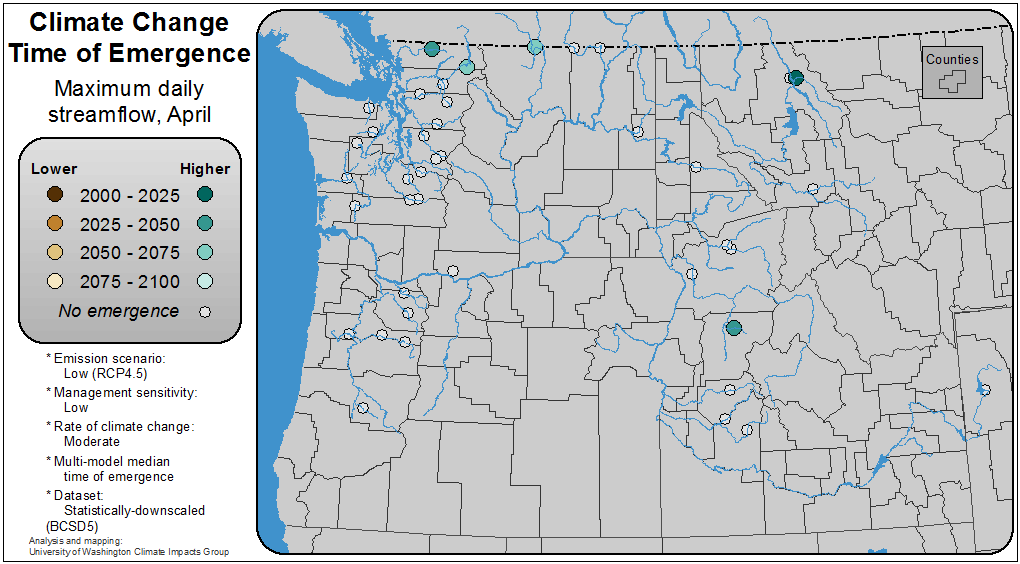 Climate Change
Time of Emergence
Maximum daily
streamflow, April
Lower Higher
2000 - 2025
2025 - 2050
2050 - 2075
2075 - 2100
No emergence
* Emission scenario:
Low (RCP4.5)
* Management sensitivity:
Low
* Rate of climate change:
Moderate
* Multi-model median
time of emergence
* Dataset:
Statistically-downscaled
(BCSD5)
Analysis and mapping:
University of Washington Climate Impacts Group
Counties